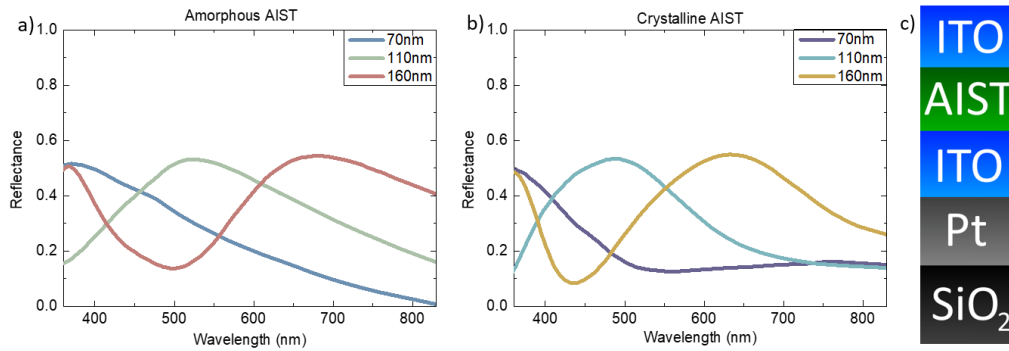 a)
Amorphous AIST
1.0
0.8
0.6
0.4
0.2
0.0
Reflectance
70nm
110nm
160nm
400 500 600 700 800
Wavelength (nm)
b)
Crystalline AIST
1.0
0.8
0.6
0.4
0.2
0.0
Reflectance
70nm
110nm
160nm
400 500 600 700 800
Wavelength (nm)
c)
ITO
AIST
ITO
Pt
SiO₂